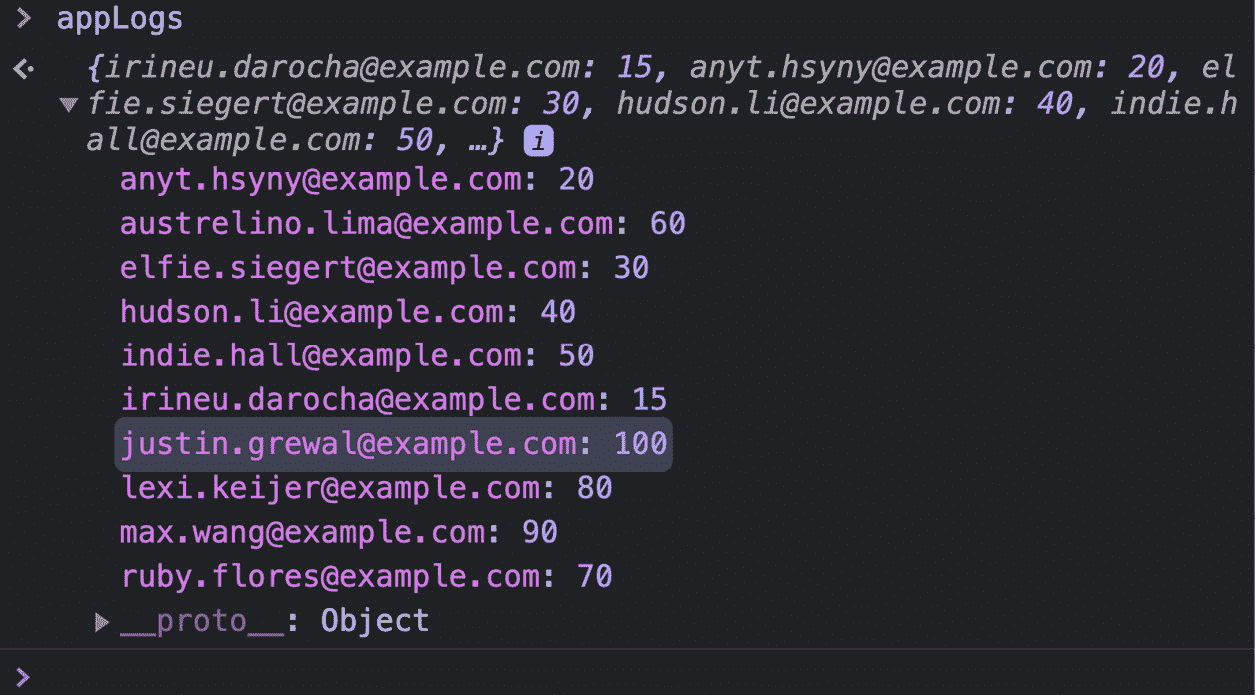 > appLogs
{irineu.darocha@example.com: 15, anyt.hsyny@example.com: 20, el
fie.siegert@example.com: 30, hudson.li@example.com: 40, indie.h
all@example.com: 50, …} i
anyt.hsyny@example.com: 20
austrelino.lima@example.com: 60
elfie.siegert@example.com: 30
hudson.li@example.com: 40
indie.hall@example.com: 50
irineu.darocha@example.com: 15
justin.grewal@example.com: 100
lexi.keijer@example.com: 80
max.wang@example.com: 90
ruby.flores@example.com: 70
__proto__: Object
>